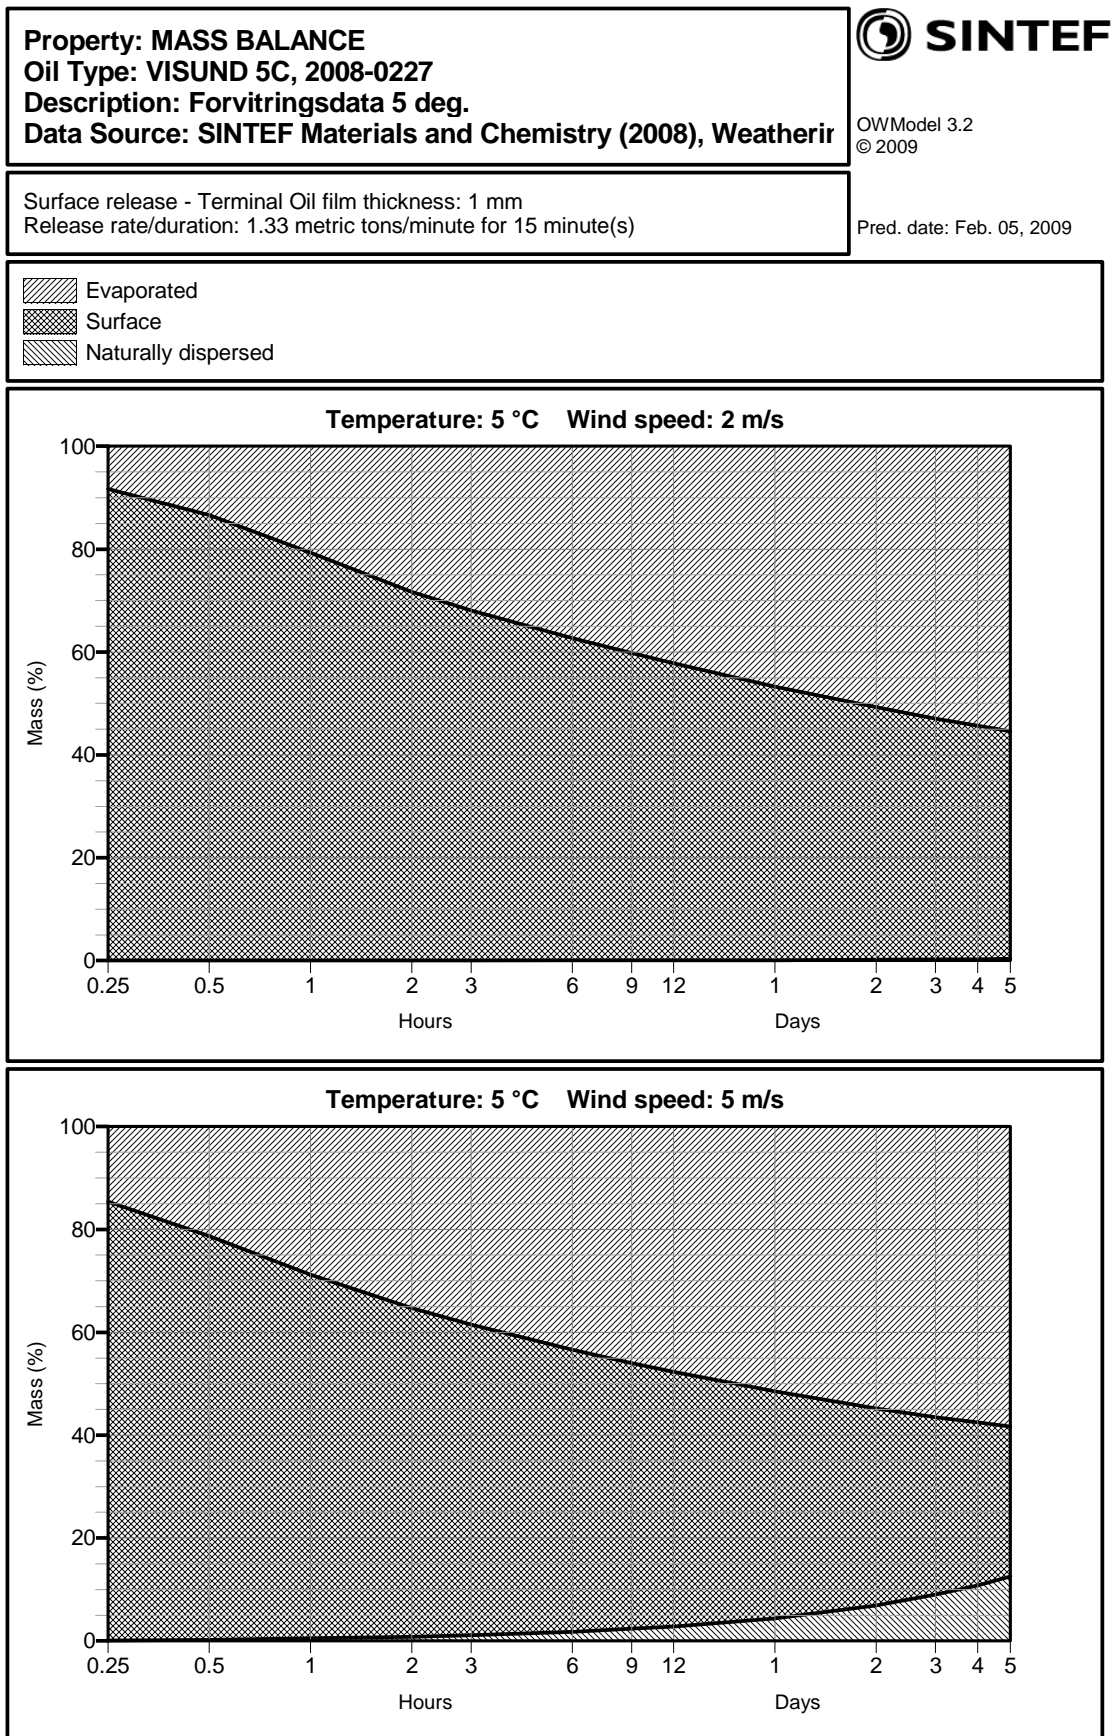 Property: MASS BALANCE
Oil Type: VISUND 5C, 2008-0227
Description: Forvitringsdata 5 deg.
Data Source: SINTEF Materials and Chemistry (2008), Weatherin
SINTEF
OWModel 3.2
© 2009
Surface release - Terminal Oil film thickness: 1 mm
Release rate/duration: 1.33 metric tons/minute for 15 minute(s)
Pred. date: Feb. 05, 2009
Evaporated
Surface
Naturally dispersed
Temperature: 5 °C Wind speed: 2 m/s
100
80
60
40
20
0
Mass (%)
0.25 0.5 1 2 3 6 9 12 1 2 3 4 5
Hours Days
Temperature: 5 °C Wind speed: 5 m/s
100
80
60
40
20
0
Mass (%)
0.25 0.5 1 2 3 6 9 12 1 2 3 4 5
Hours Days